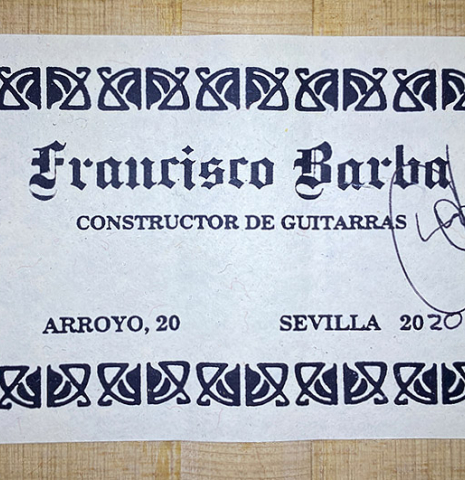 Francisco Barba
CONSTRUCTOR DE GUITARRAS
ARROYO, 20 SEVILLA 2020